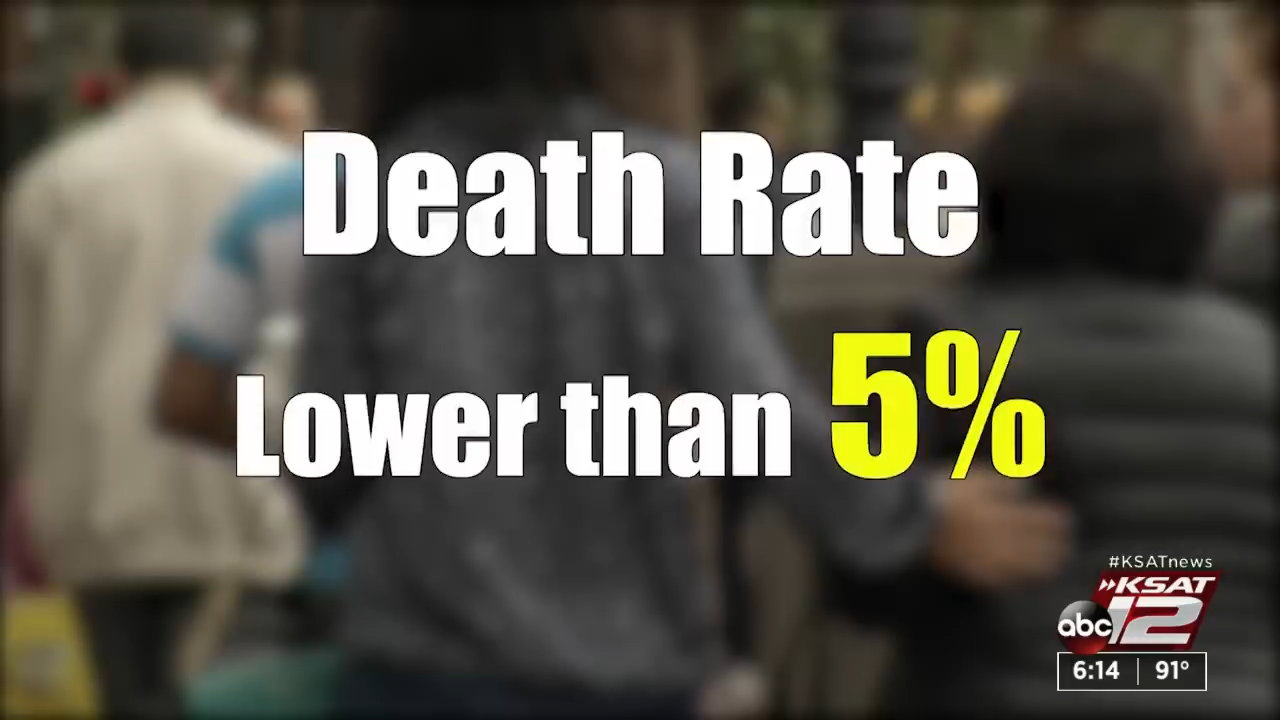 Death Rate
Lower than 5%
#KSATnews
KSAT
abc 12
6:14 91°